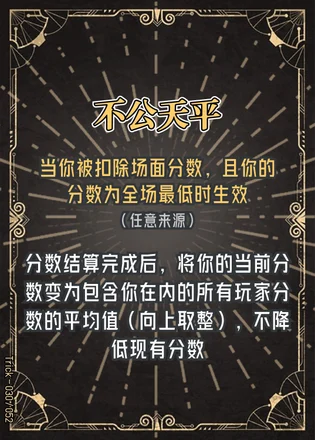 不公天平
当你被扣除场面分数，且你的
分数为全场最低时生效
（任意来源）
分数结算完成后，将你的当前分
数变为包含你在内的所有玩家分
数的平均值（向上取整），不降
低现有分数
Trick-030/052